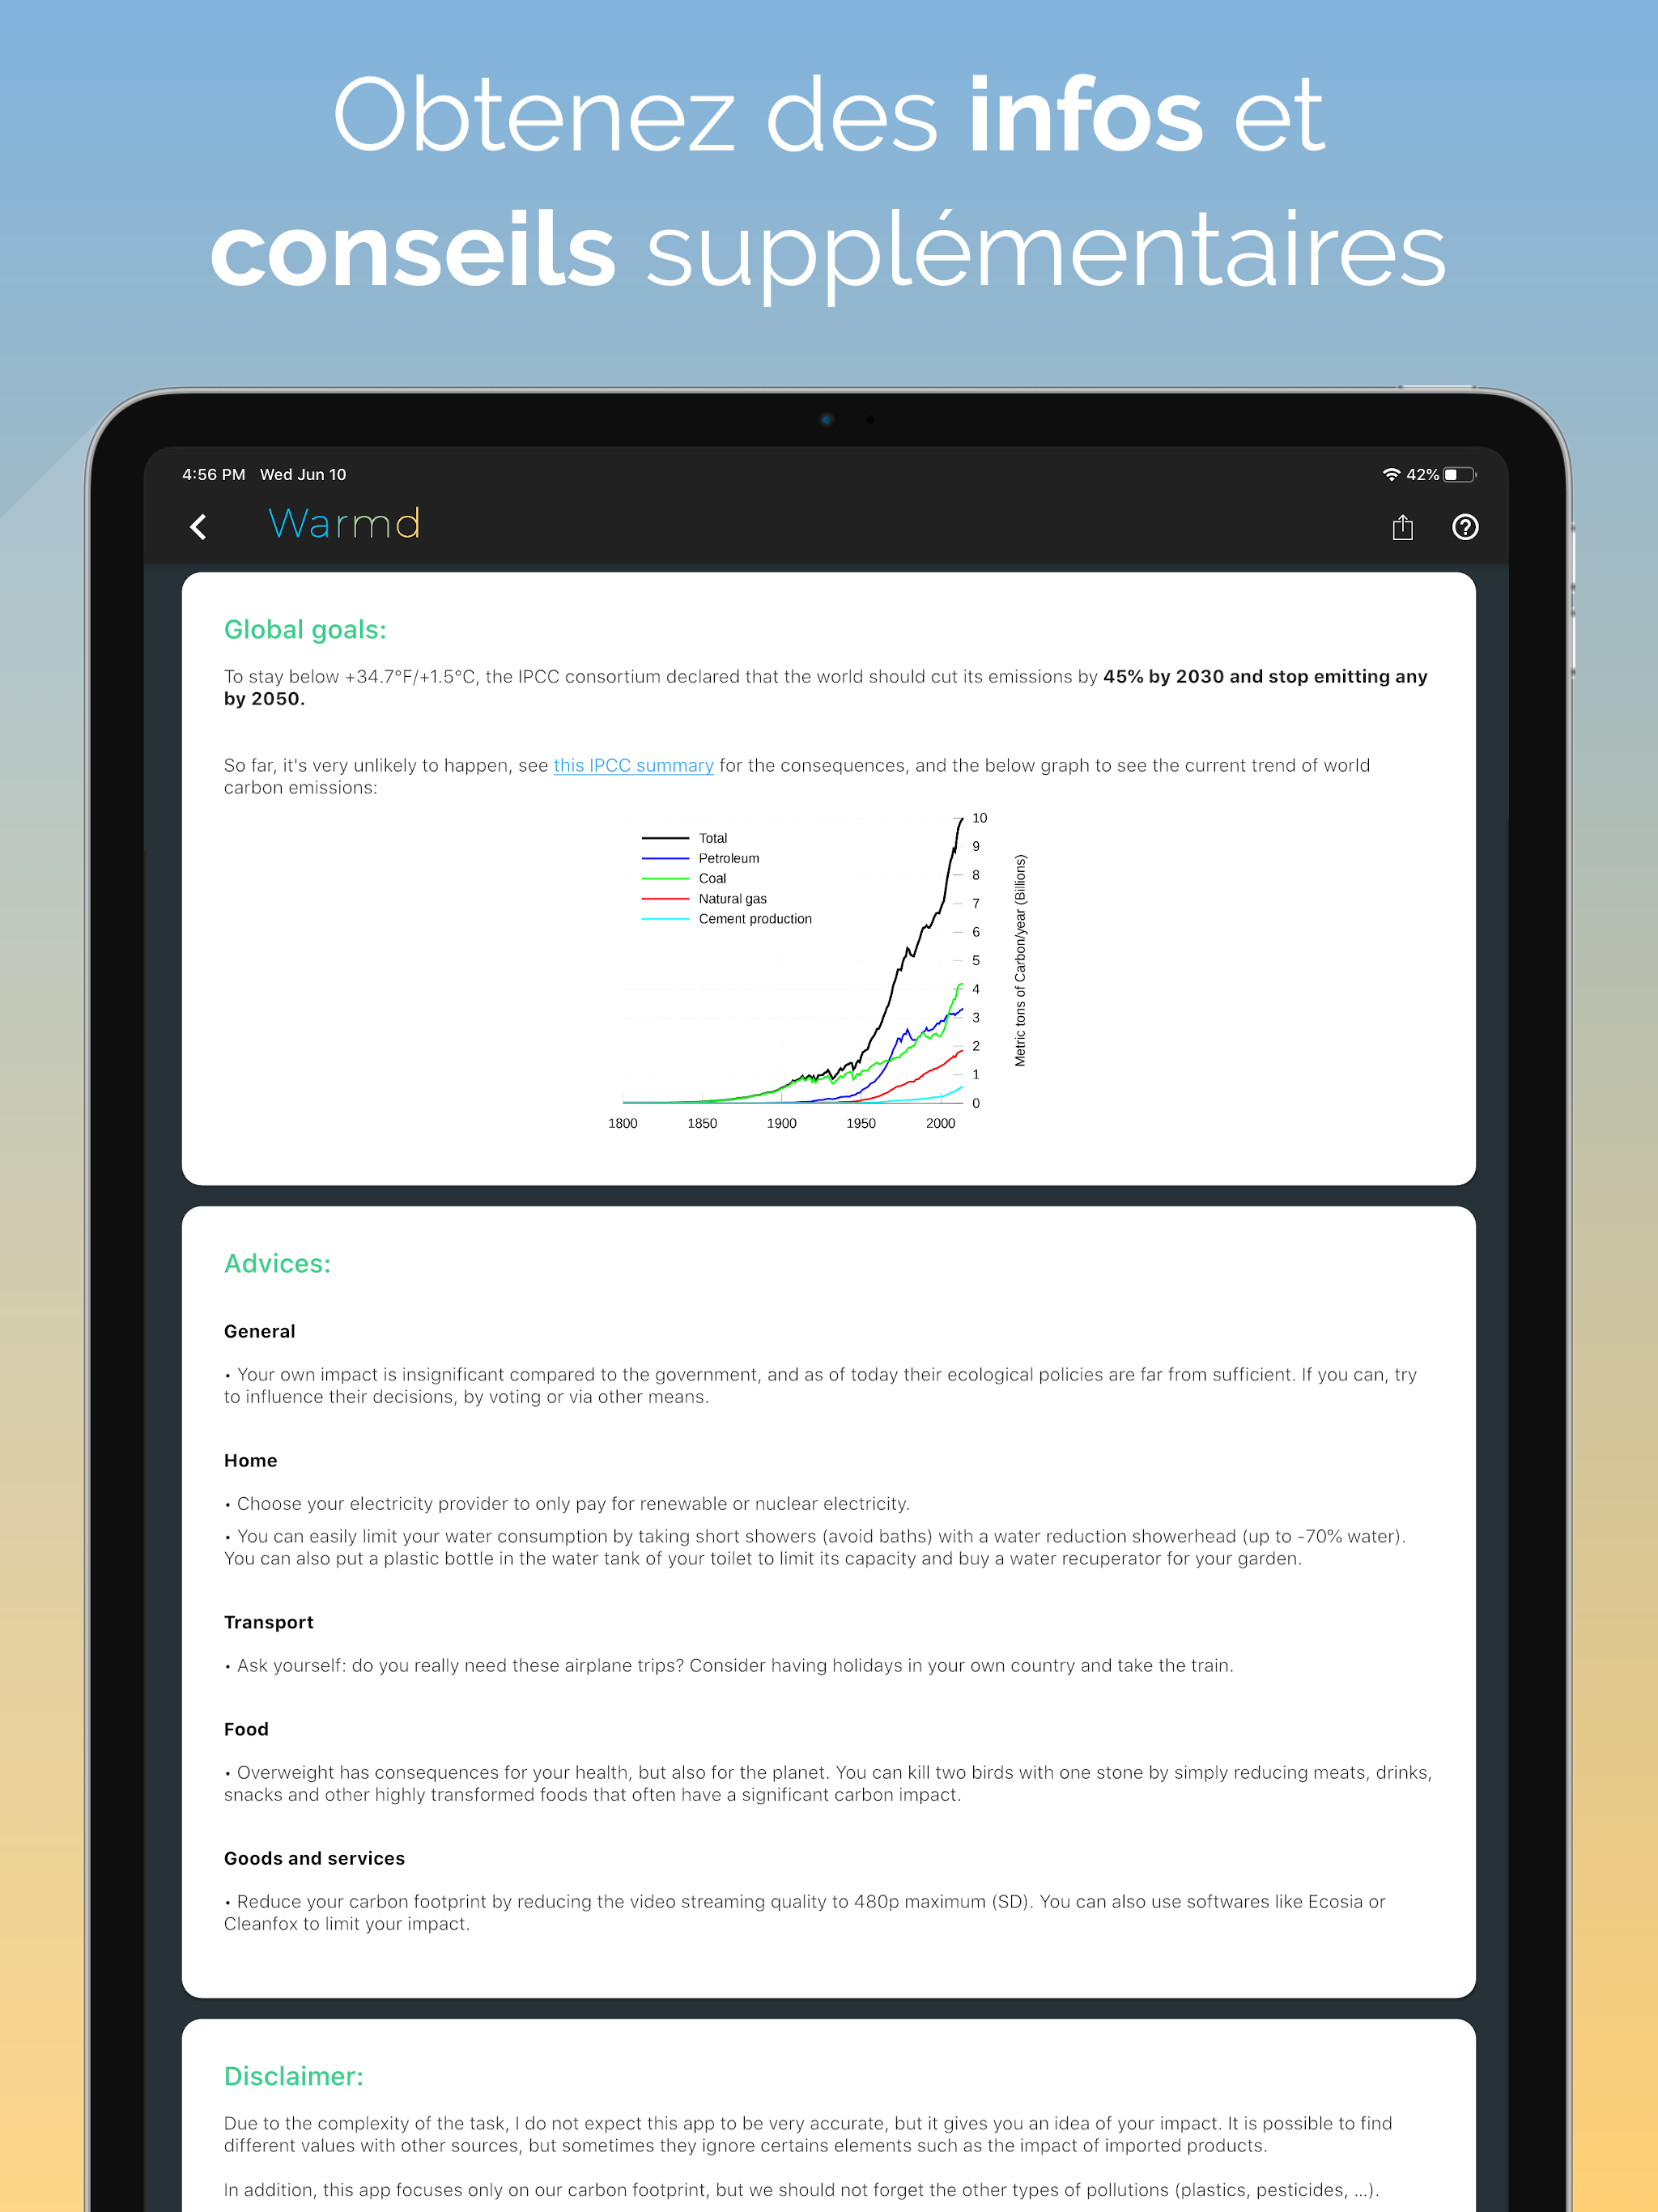 Obtenez des infos et
conseils supplémentaires
4:56 PM Wed Jun 10
42%
Warmd
Global goals:
To stay below +34.7°F/+1.5°C, the IPCC consortium declared that the world should cut its emissions by 45% by 2030 and stop emitting any
by 2050.
So far, it's very unlikely to happen, see this IPCC summary for the consequences, and the below graph to see the current trend of world
carbon emissions:
Total
Petroleum
Coal
Natural gas
Cement production
10
9
8
7
6
5
4
3
2
1
0
Metric tons of Carbon/year (Billions)
1800 1850 1900 1950 2000
Advices:
General
• Your own impact is insignificant compared to the government, and as of today their ecological policies are far from sufficient. If you can, try
to influence their decisions, by voting or via other means.
Home
• Choose your electricity provider to only pay for renewable or nuclear electricity.
• You can easily limit your water consumption by taking short showers (avoid baths) with a water reduction showerhead (up to -70% water).
You can also put a plastic bottle in the water tank of your toilet to limit its capacity and buy a water recuperator for your garden.
Transport
• Ask yourself: do you really need these airplane trips? Consider having holidays in your own country and take the train.
Food
• Overweight has consequences for your health, but also for the planet. You can kill two birds with one stone by simply reducing meats, drinks,
snacks and other highly transformed foods that often have a significant carbon impact.
Goods and services
• Reduce your carbon footprint by reducing the video streaming quality to 480p maximum (SD). You can also use softwares like Ecosia or
Cleanfox to limit your impact.
Disclaimer:
Due to the complexity of the task, I do not expect this app to be very accurate, but it gives you an idea of your impact. It is possible to find
different values with other sources, but sometimes they ignore certains elements such as the impact of imported products.
In addition, this app focuses only on our carbon footprint, but we should not forget the other types of pollutions (plastics, pesticides, ...).